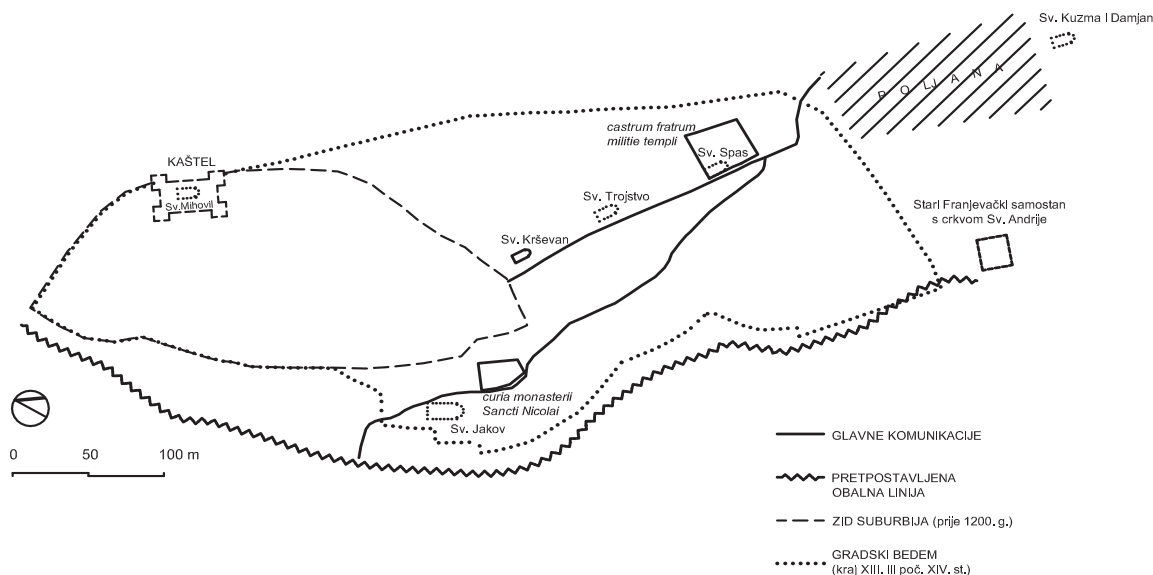 Sv. Kuzma I Damjan
POLJANA
castrum fratrum
militie templi
Sv. Spas
KAŠTEL
Sv.Mihovil
Sv. Trojstvo
StarI Franjevački samostan
s crkvom Sv. Andrije
Sv. Krševan
curia monasterii
Sancti Nicolai
Sv. Jakov
0 50 100 m
GLAVNE KOMUNIKACIJE
PRETPOSTAVLJENA
OBALNA LINIJA
ZID SUBURBIJA (prije 1200. g.)
GRADSKI BEDEM
(kraj XIII. III poč. XIV. st.)